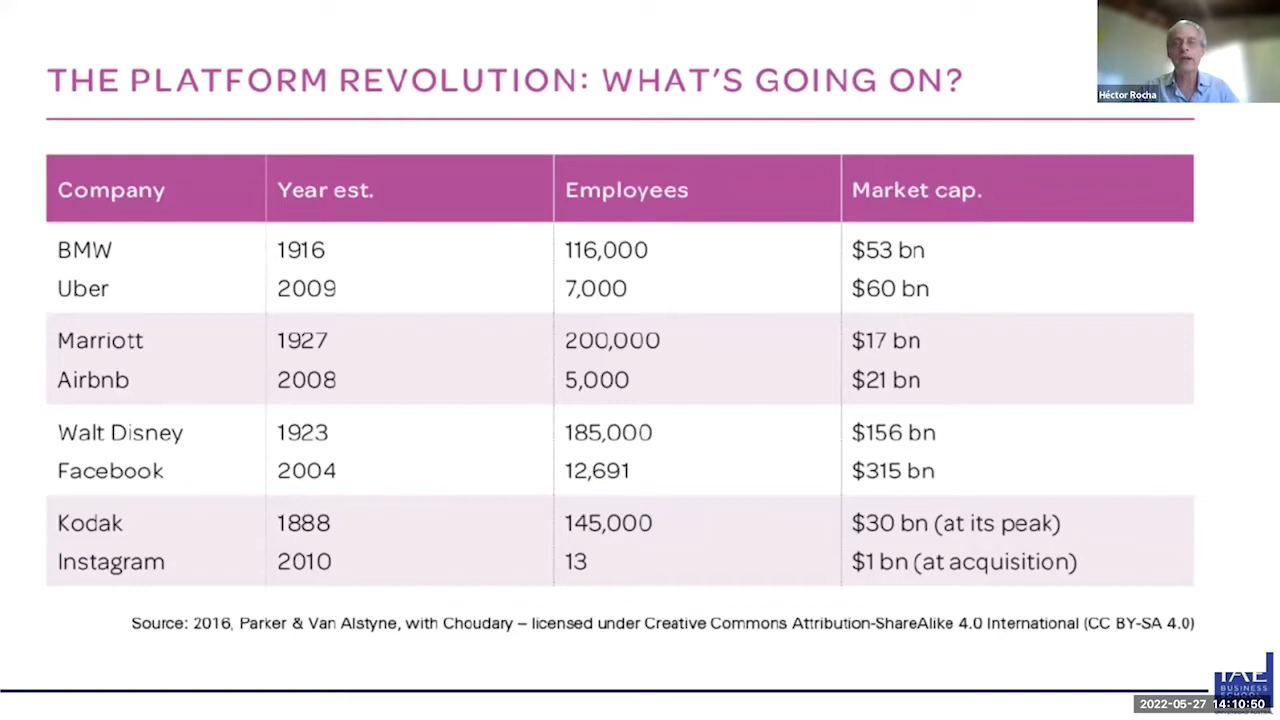 THE PLATFORM REVOLUTION: WHAT'S GOING ON?
Héctor Rocha
Company Year est. Employees Market cap.
BMW 1916 116,000 $53 bn
Uber 2009 7,000 $60 bn
Marriott 1927 200,000 $17 bn
Airbnb 2008 5,000 $21 bn
Walt Disney 1923 185,000 $156 bn
Facebook 2004 12,691 $315 bn
Kodak 1888 145,000 $30 bn (at its peak)
Instagram 2010 13 $1 bn (at acquisition)
Source: 2016, Parker & Van Alstyne, with Choudary – licensed under Creative Commons Attribution-ShareAlike 4.0 International (CC BY-SA 4.0)
IAE
BUSINESS
SCHOOL
2022-05-27 14:10:50